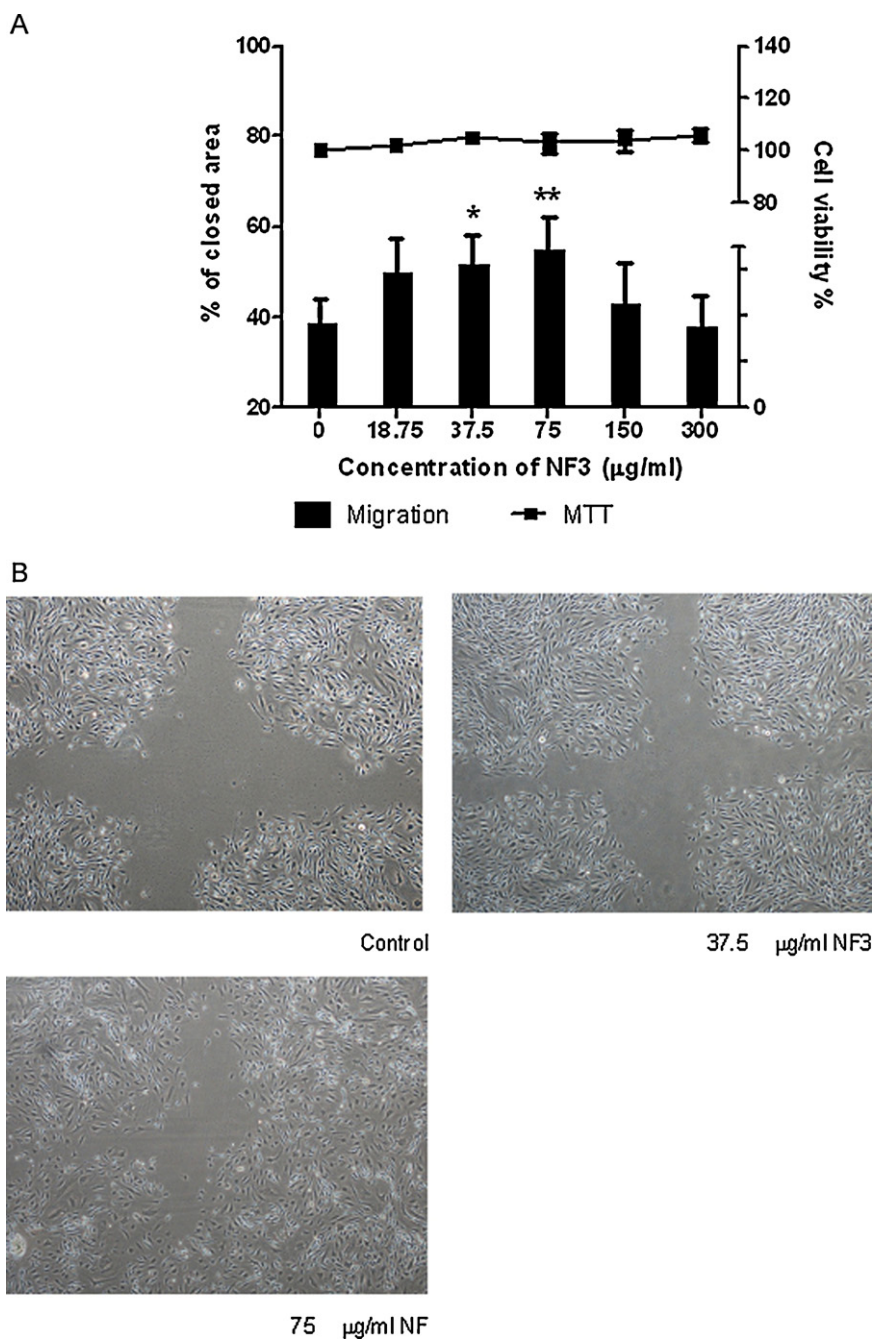 A
% of closed area
100
80
60
40
20
* **
140
120
100
80
0
Cell viability %
0 18.75 37.5 75 150 300
Concentration of NF3 (µg/ml)
Migration MTT
B
Control
37.5 µg/ml NF3
75 µg/ml NF